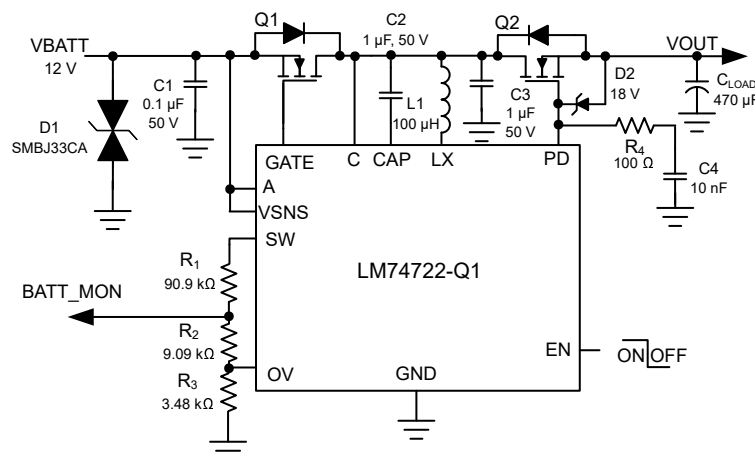 Q1
C2
1 µF, 50 V
Q2
VBATT
12 V
VOUT
C1
0.1 µF
50 V
D1
SMBJ33CA
L1
100 µH
C3
1 µF
50 V
D2
18 V
CLOAD
470 µF
R4
100 Ω
C4
10 nF
GATE
C
CAP
LX
PD
A
VSNS
SW
LM74722-Q1
R1
90.9 kΩ
BATT_MON
R2
9.09 kΩ
R3
3.48 kΩ
OV
GND
EN
ON OFF